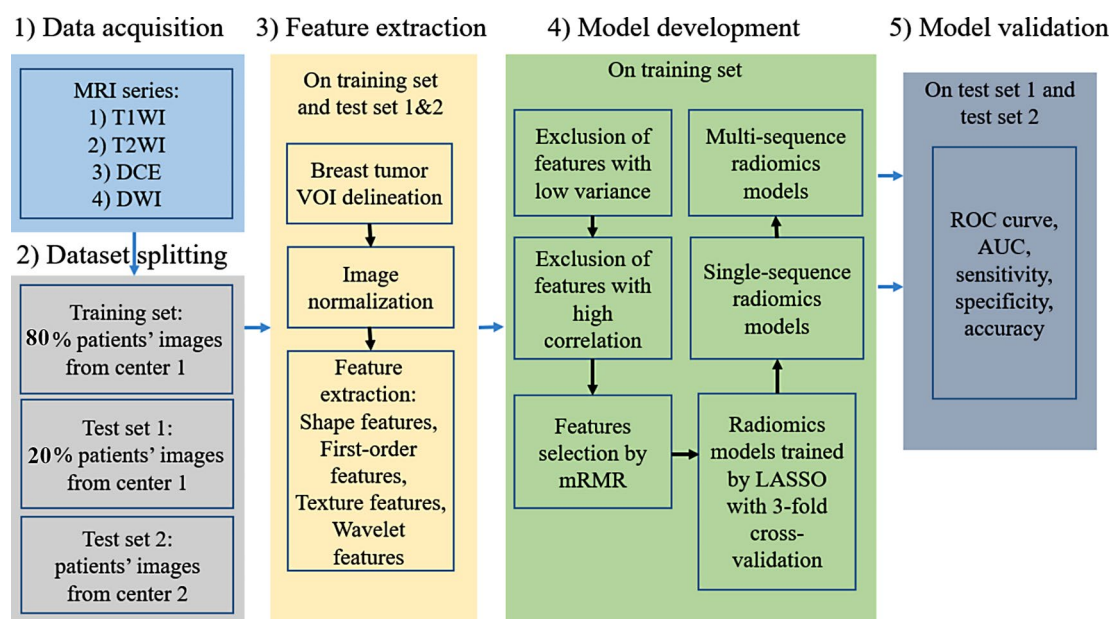 1) Data acquisition
MRI series:
1) T1WI
2) T2WI
3) DCE
4) DWI
2) Dataset splitting
Training set:
80% patients' images
from center 1
Test set 1:
20% patients' images
from center 1
Test set 2:
patients' images
from center 2
3) Feature extraction
On training set
and test set 1&2
Breast tumor
VOI delineation
Image
normalization
Feature
extraction:
Shape features,
First-order
features,
Texture features,
Wavelet
features
4) Model development
On training set
Exclusion of
features with
low variance
Exclusion of
features with
high
correlation
Features
selection by
mRMR
Radiomics
models trained
by LASSO
with 3-fold
cross-
validation
Single-sequence
radiomics
models
Multi-sequence
radiomics
models
5) Model validation
On test set 1 and
test set 2
ROC curve,
AUC,
sensitivity,
specificity,
accuracy